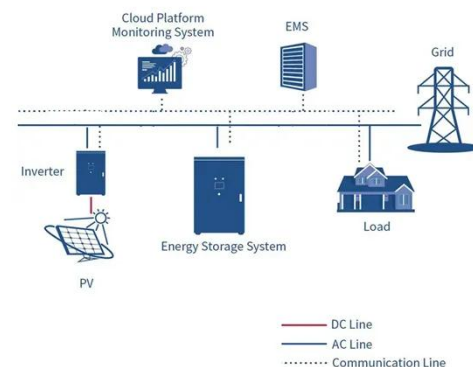 Cloud Platform
Monitoring System
EMS
Grid
Inverter
Energy Storage System
Load
PV
DC Line
AC Line
Communication Line